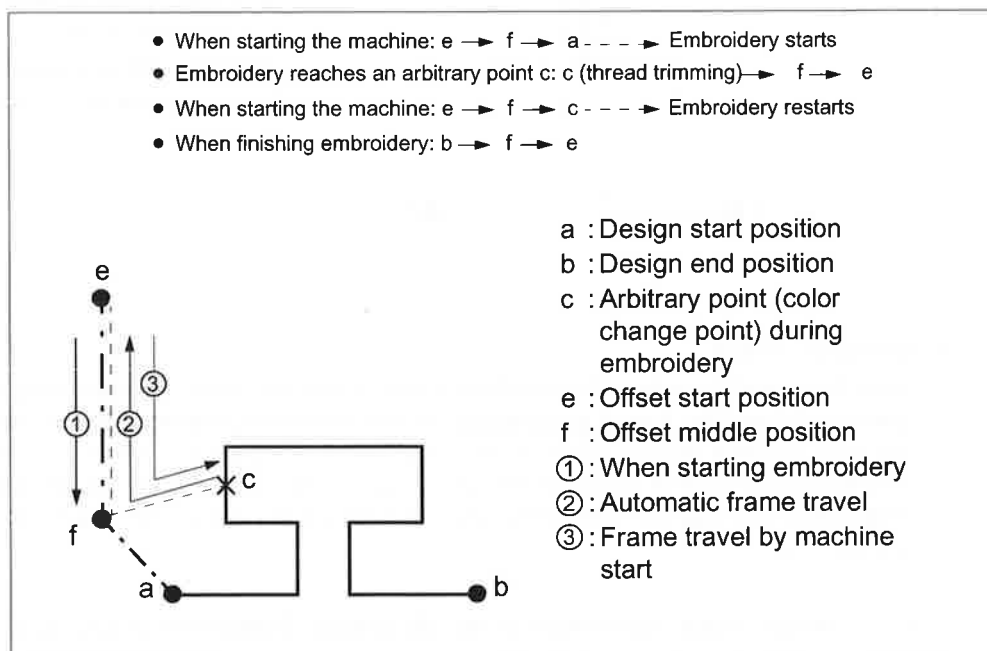 • When starting the machine: e → f → a - - - → Embroidery starts
• Embroidery reaches an arbitrary point c: c (thread trimming) → f → e
• When starting the machine: e → f → c - - - → Embroidery restarts
• When finishing embroidery: b → f → e
a : Design start position
b : Design end position
c : Arbitrary point (color
change point) during
embroidery
e : Offset start position
f : Offset middle position
① : When starting embroidery
② : Automatic frame travel
③ : Frame travel by machine
start
e
③
① ②
c
f
a
b